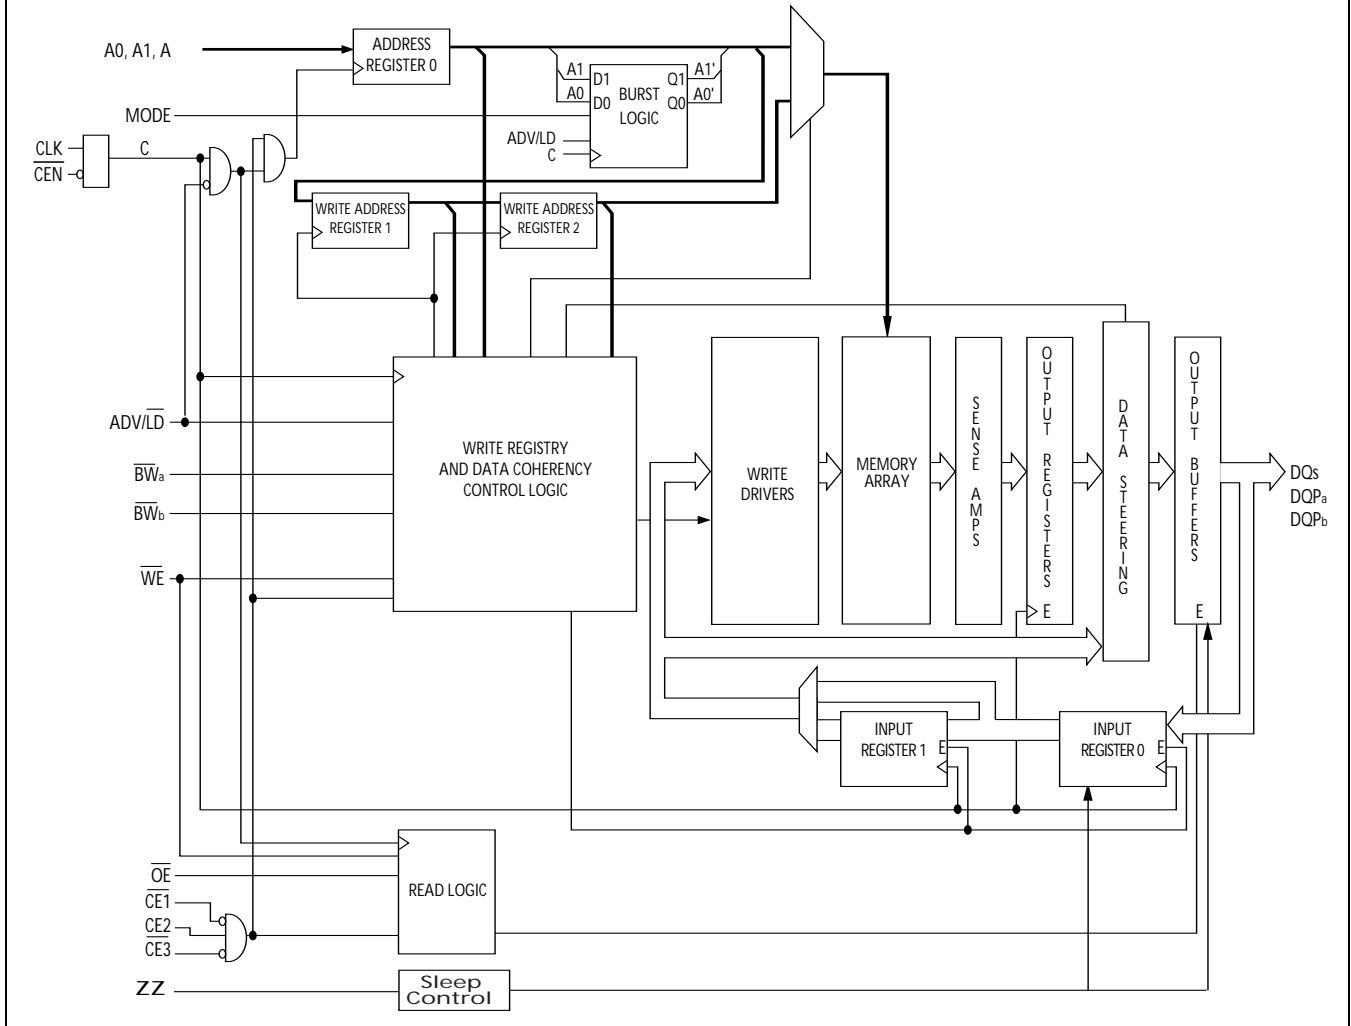 A0, A1, A
ADDRESS
REGISTER 0
A1
A0
D1
D0
BURST
LOGIC
Q1
Q0
A1'
A0'
MODE
ADV/LD
C
CLK
CEN
C
WRITE ADDRESS
REGISTER 1
WRITE ADDRESS
REGISTER 2
ADV/LD
BWa
BWb
WE
WRITE REGISTRY
AND DATA COHERENCY
CONTROL LOGIC
WRITE
DRIVERS
MEMORY
ARRAY
SENSE AMPS
OUTPUT REGISTERS
E
DATA STEERING
OUTPUT BUFFERS
E
DQs
DQPa
DQPb
INPUT
REGISTER 1
E
INPUT
REGISTER 0
E
OE
CE1
CE2
CE3
READ LOGIC
ZZ
Sleep
Control